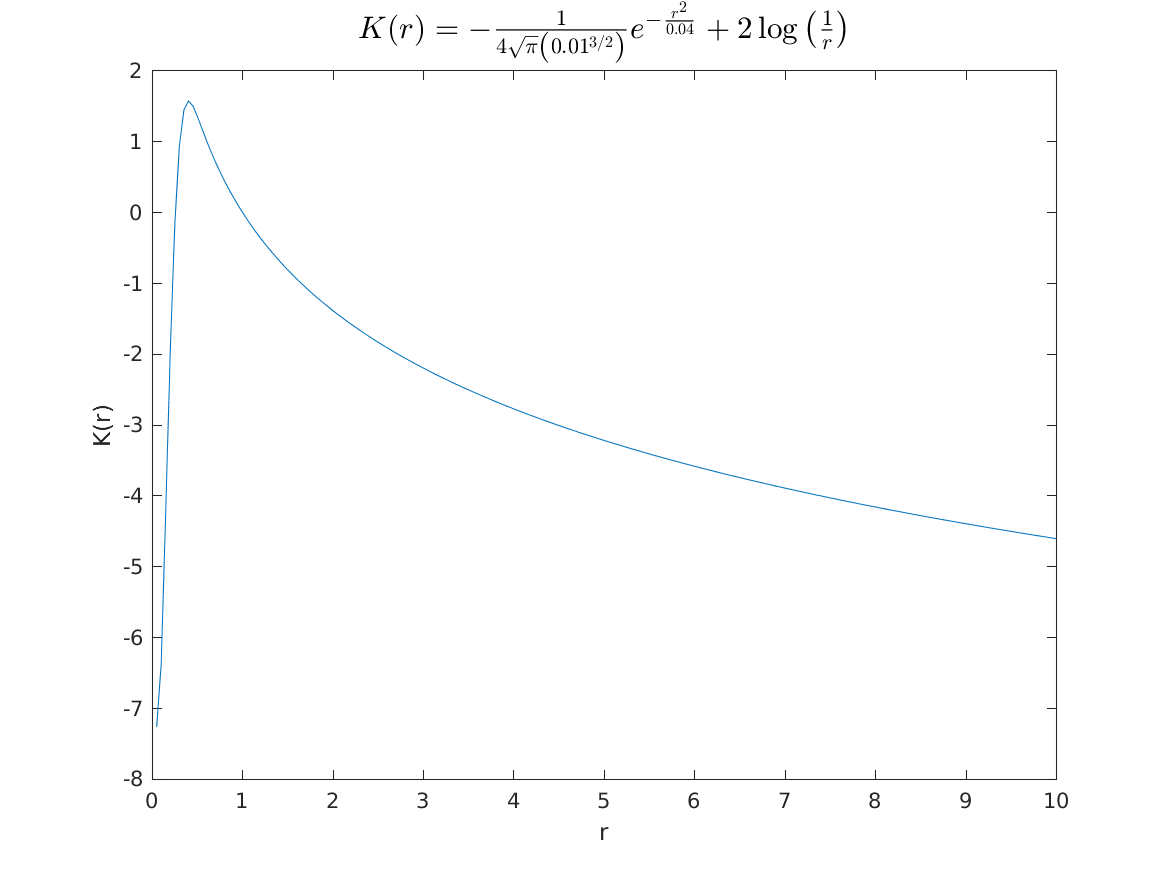 K(r) = -\frac{1}{4\sqrt{\pi}(0.01^{3/2})} e^{-\frac{r^2}{0.04}} + 2 \log\left(\frac{1}{r}\right)
2
1
0
-1
-2
-3
-4
-5
-6
-7
-8
K(r)
0 1 2 3 4 5 6 7 8 9 10
r